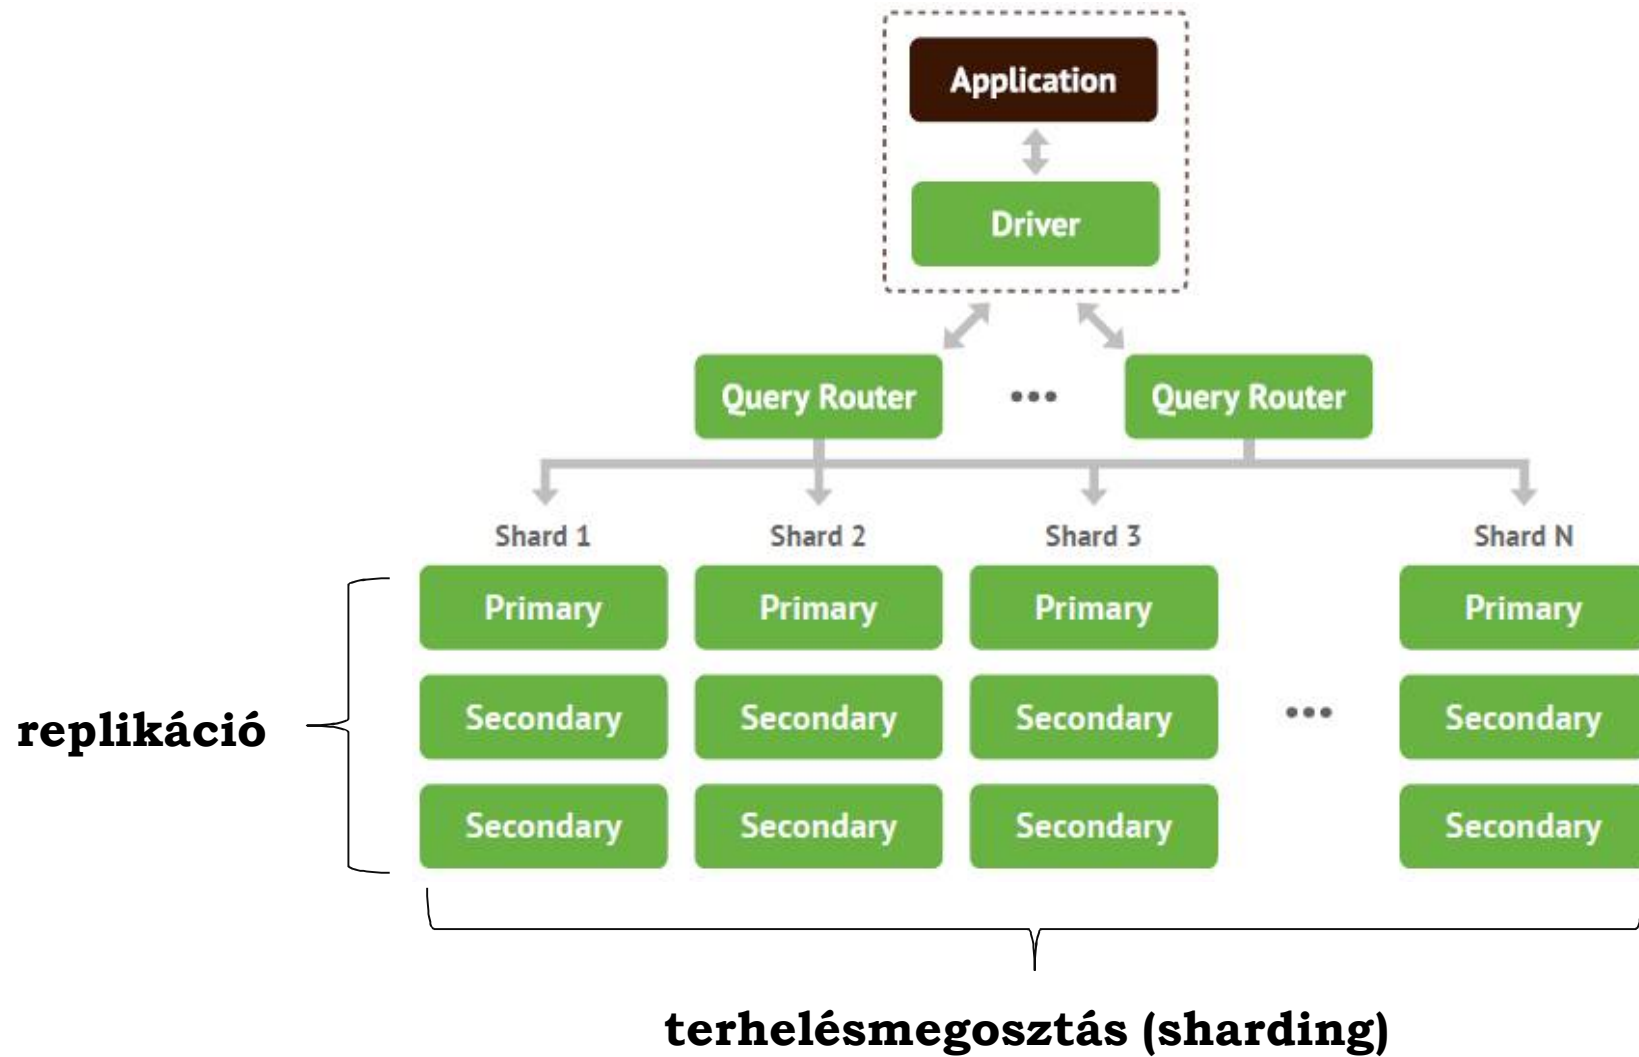 Application
Driver
Query Router ••• Query Router
Shard 1 Shard 2 Shard 3 Shard N
Primary Primary Primary Primary
replikáció
Secondary Secondary Secondary ••• Secondary
Secondary Secondary Secondary Secondary
terhelésmegosztás (sharding)